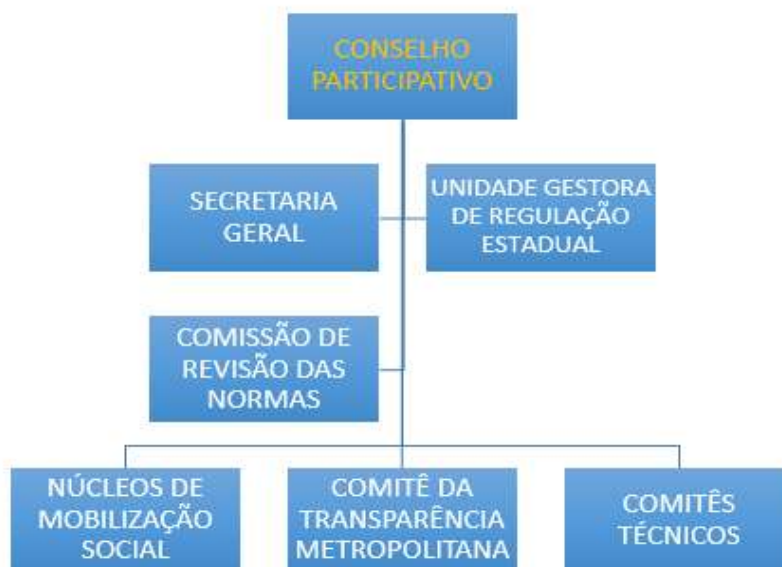 CONSELHO
PARTICIPATIVO
SECRETARIA
GERAL
UNIDADE GESTORA
DE REGULAÇÃO
ESTADUAL
COMISSÃO DE
REVISÃO DAS
NORMAS
NÚCLEOS DE
MOBILIZAÇÃO
SOCIAL
COMITÊ DA
TRANSPARÊNCIA
METROPOLITANA
COMITÊS
TÉCNICOS